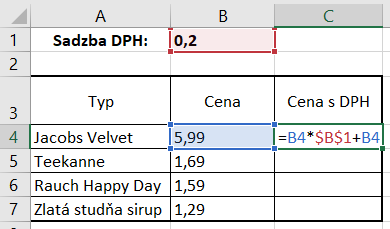 A B C
1 Sadzba DPH: 0,2
2
3 Typ Cena Cena s DPH
4 Jacobs Velvet 5,99 =B4*$B$1+B4
5 Teekanne 1,69
6 Rauch Happy Day 1,59
7 Zlatá studňa sirup 1,29